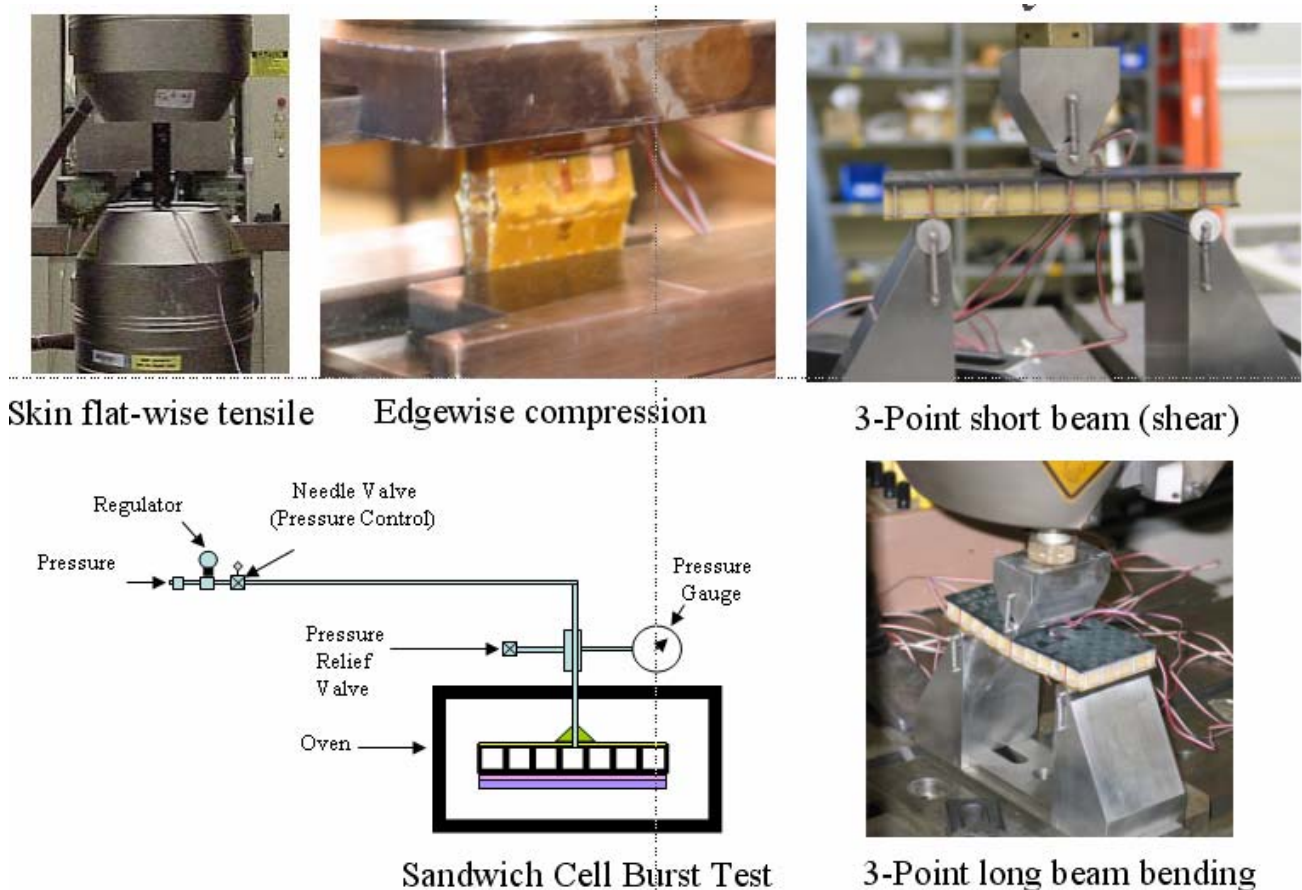 CAUTION
Skin flat-wise tensile
Edgewise compression
3-Point short beam (shear)
Needle Valve
(Pressure Control)
Regulator
Pressure
Pressure
Gauge
Pressure
Relief
Valve
Oven
Sandwich Cell Burst Test
3-Point long beam bending